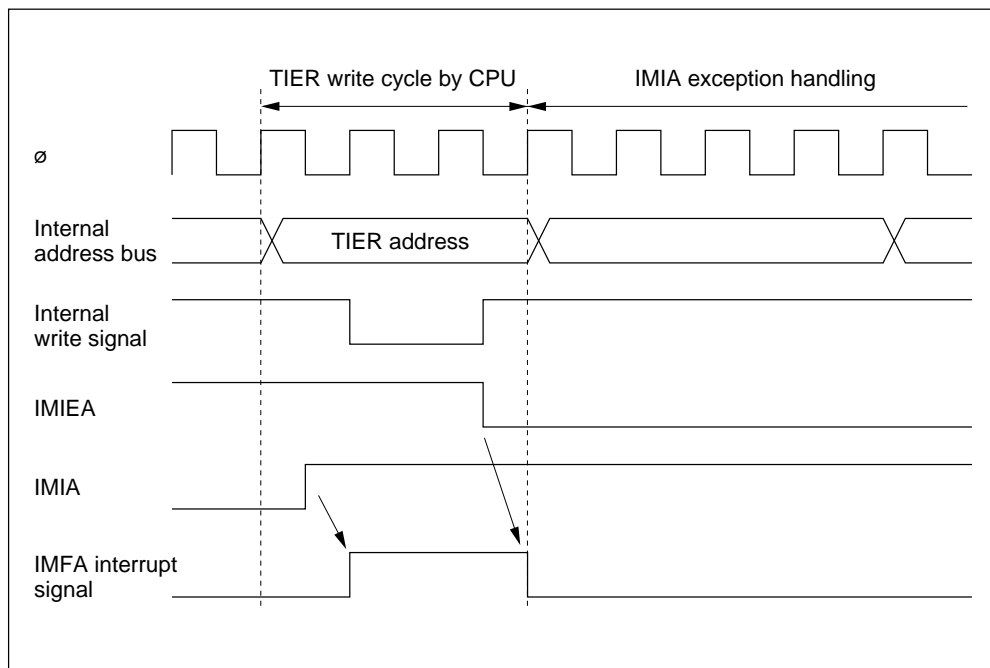 TIER write cycle by CPU
IMIA exception handling
ø
Internal
address bus
TIER address
Internal
write signal
IMIEA
IMIA
IMFA interrupt
signal